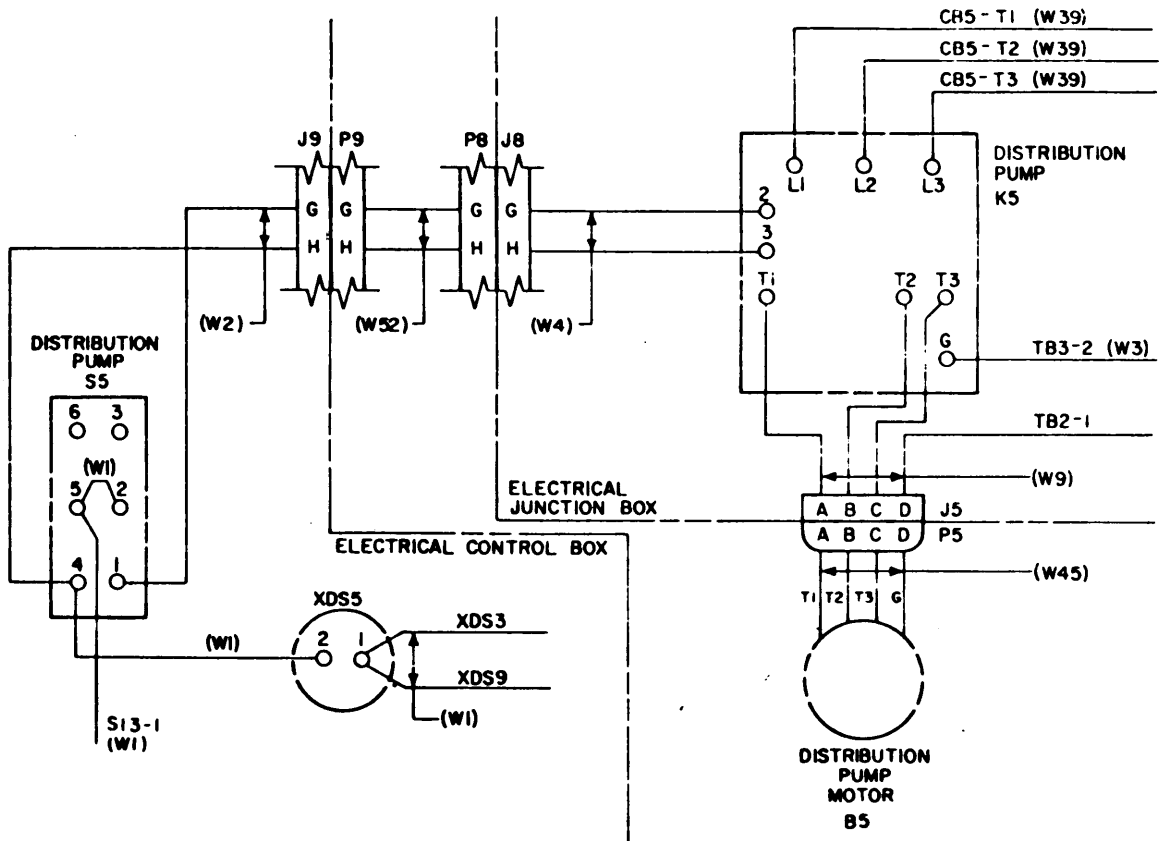 CB5-T1 (W39)
CB5-T2 (W39)
CB5-T3 (W39)
J9 P9
P8 J8
DISTRIBUTION
PUMP
K5
L1 L2 L3
G G G G
2
H H H H
3
T1 T2 T3
(W2) (W52) (W4)
G
TB3-2 (W3)
DISTRIBUTION
PUMP
S5
6 3
(W1)
5 2
4 1
TB2-1
(W9)
ELECTRICAL
JUNCTION BOX
A B C D J5
A B C D P5
ELECTRICAL CONTROL BOX
(W45)
T1 T2 T3 G
XDS5
2 1
XDS3
XDS9
(W1)
(W1)
S13-1
(W1)
DISTRIBUTION
PUMP
MOTOR
B5